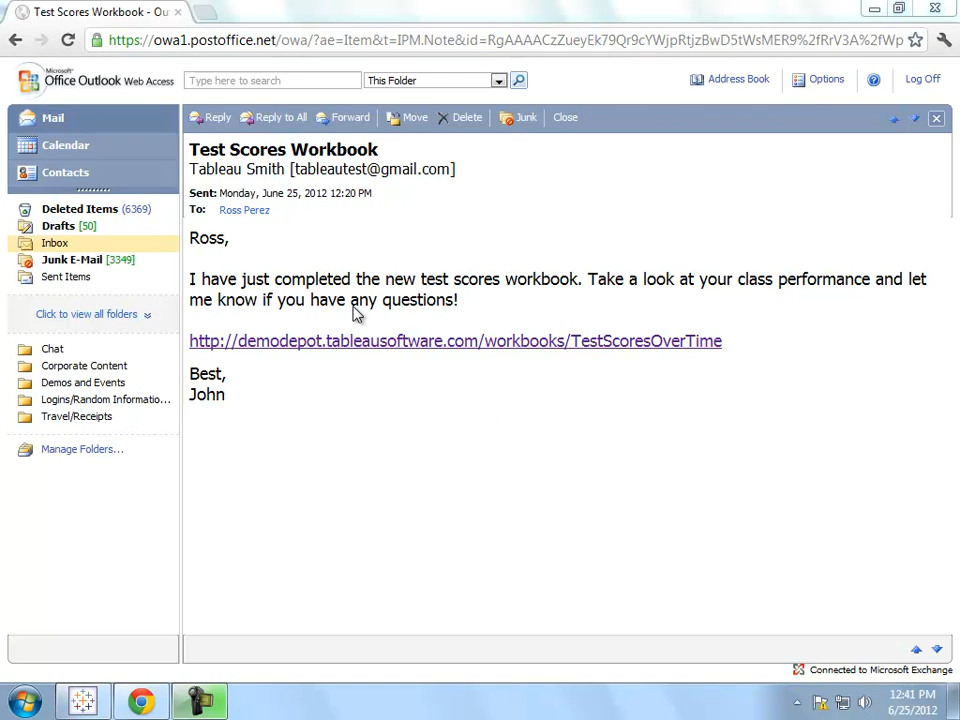 Test Scores Workbook - Ou
https://owa1.postoffice.net/owa/?ae=Item&t=IPM.Note&id=RgAAAACzZueyEk79Qr9cYWjpRtjzBwD5tWsMER9%2fRrV3A%2fWp
Microsoft
Office Outlook Web Access
Type here to search
This Folder
Address Book
Options
Log Off
Mail
Calendar
Contacts
Deleted Items (6369)
Drafts [50]
Inbox
Junk E-Mail [3349]
Sent Items
Click to view all folders
Chat
Corporate Content
Demos and Events
Logins/Random Informatio...
Travel/Receipts
Manage Folders...
Reply Reply to All Forward Move Delete Junk Close
Test Scores Workbook
Tableau Smith [tableautest@gmail.com]
Sent: Monday, June 25, 2012 12:20 PM
To: Ross Perez
Ross,
I have just completed the new test scores workbook. Take a look at your class performance and let
me know if you have any questions!
http://demodepot.tableausoftware.com/workbooks/TestScoresOverTime
Best,
John
Connected to Microsoft Exchange
12:41 PM
6/25/2012